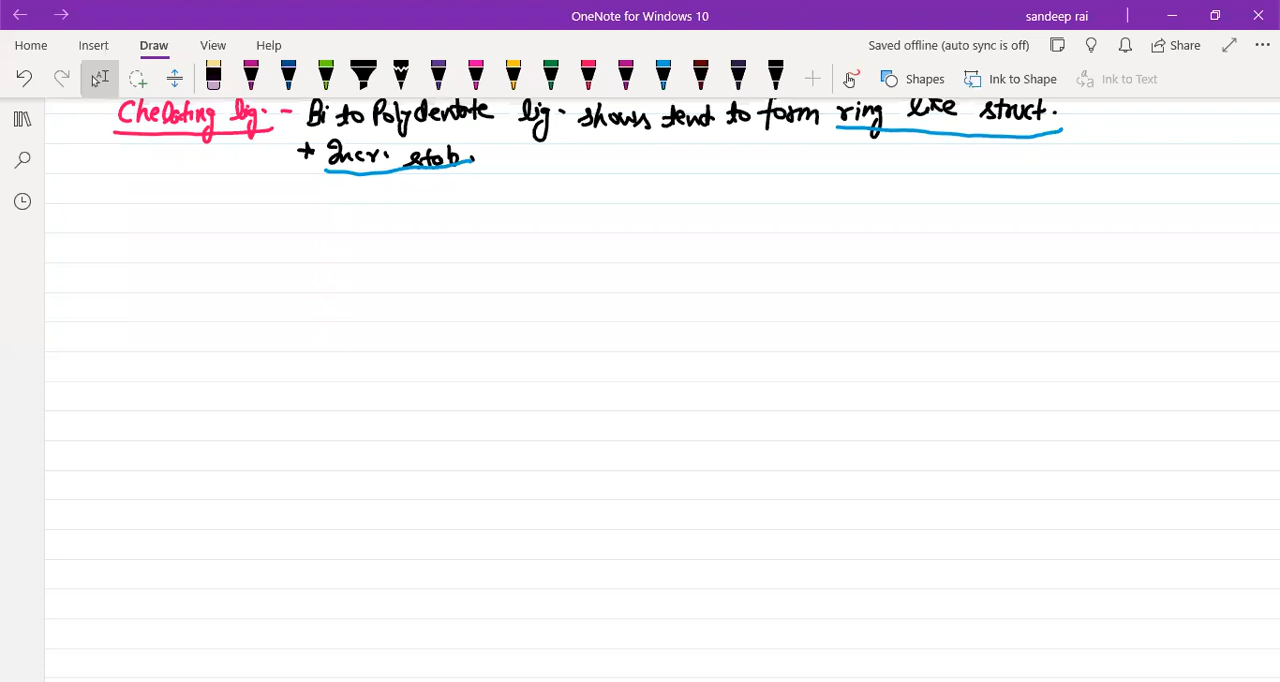 OneNote for Windows 10
sandeep rai
Home Insert Draw View Help
Saved offline (auto sync is off)
Share
Shapes
Ink to Shape
Ink to Text
Chelating lig. - Bi to Polydentate lig. shows tend to form ring like struct.
+ Incr. stab.